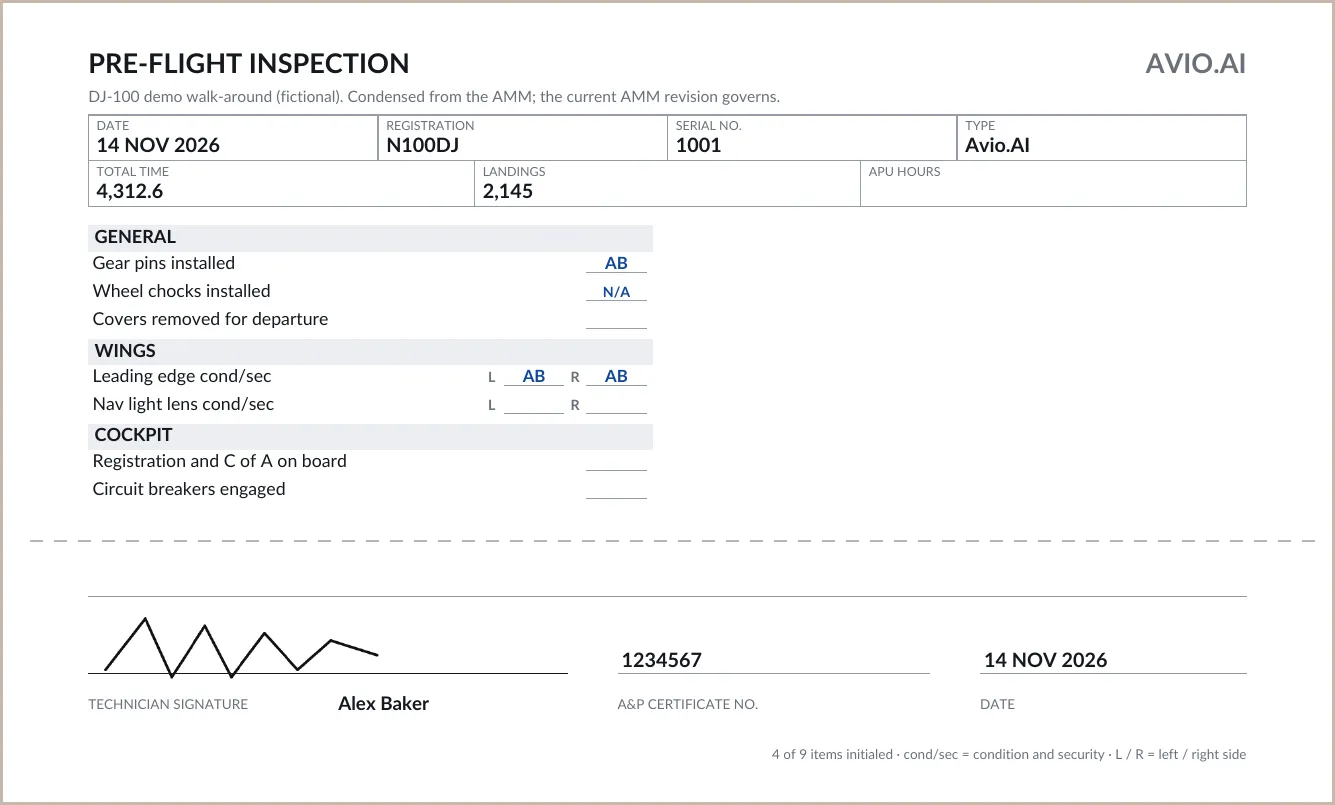 PRE-FLIGHT INSPECTION AVIO.AI
DJ-100 demo walk-around (fictional). Condensed from the AMM; the current AMM revision governs.
DATE REGISTRATION SERIAL NO. TYPE
14 NOV 2026 N100DJ 1001 Avio.AI
TOTAL TIME LANDINGS APU HOURS
4,312.6 2,145
GENERAL
Gear pins installed AB
Wheel chocks installed N/A
Covers removed for departure
WINGS
Leading edge cond/sec L AB R AB
Nav light lens cond/sec L R
COCKPIT
Registration and C of A on board
Circuit breakers engaged
1234567 14 NOV 2026
TECHNICIAN SIGNATURE Alex Baker A&P CERTIFICATE NO. DATE
4 of 9 items initialed · cond/sec = condition and security · L / R = left / right side